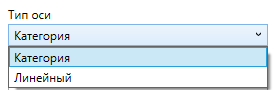 Тип оси
Категория
Категория
Линейный